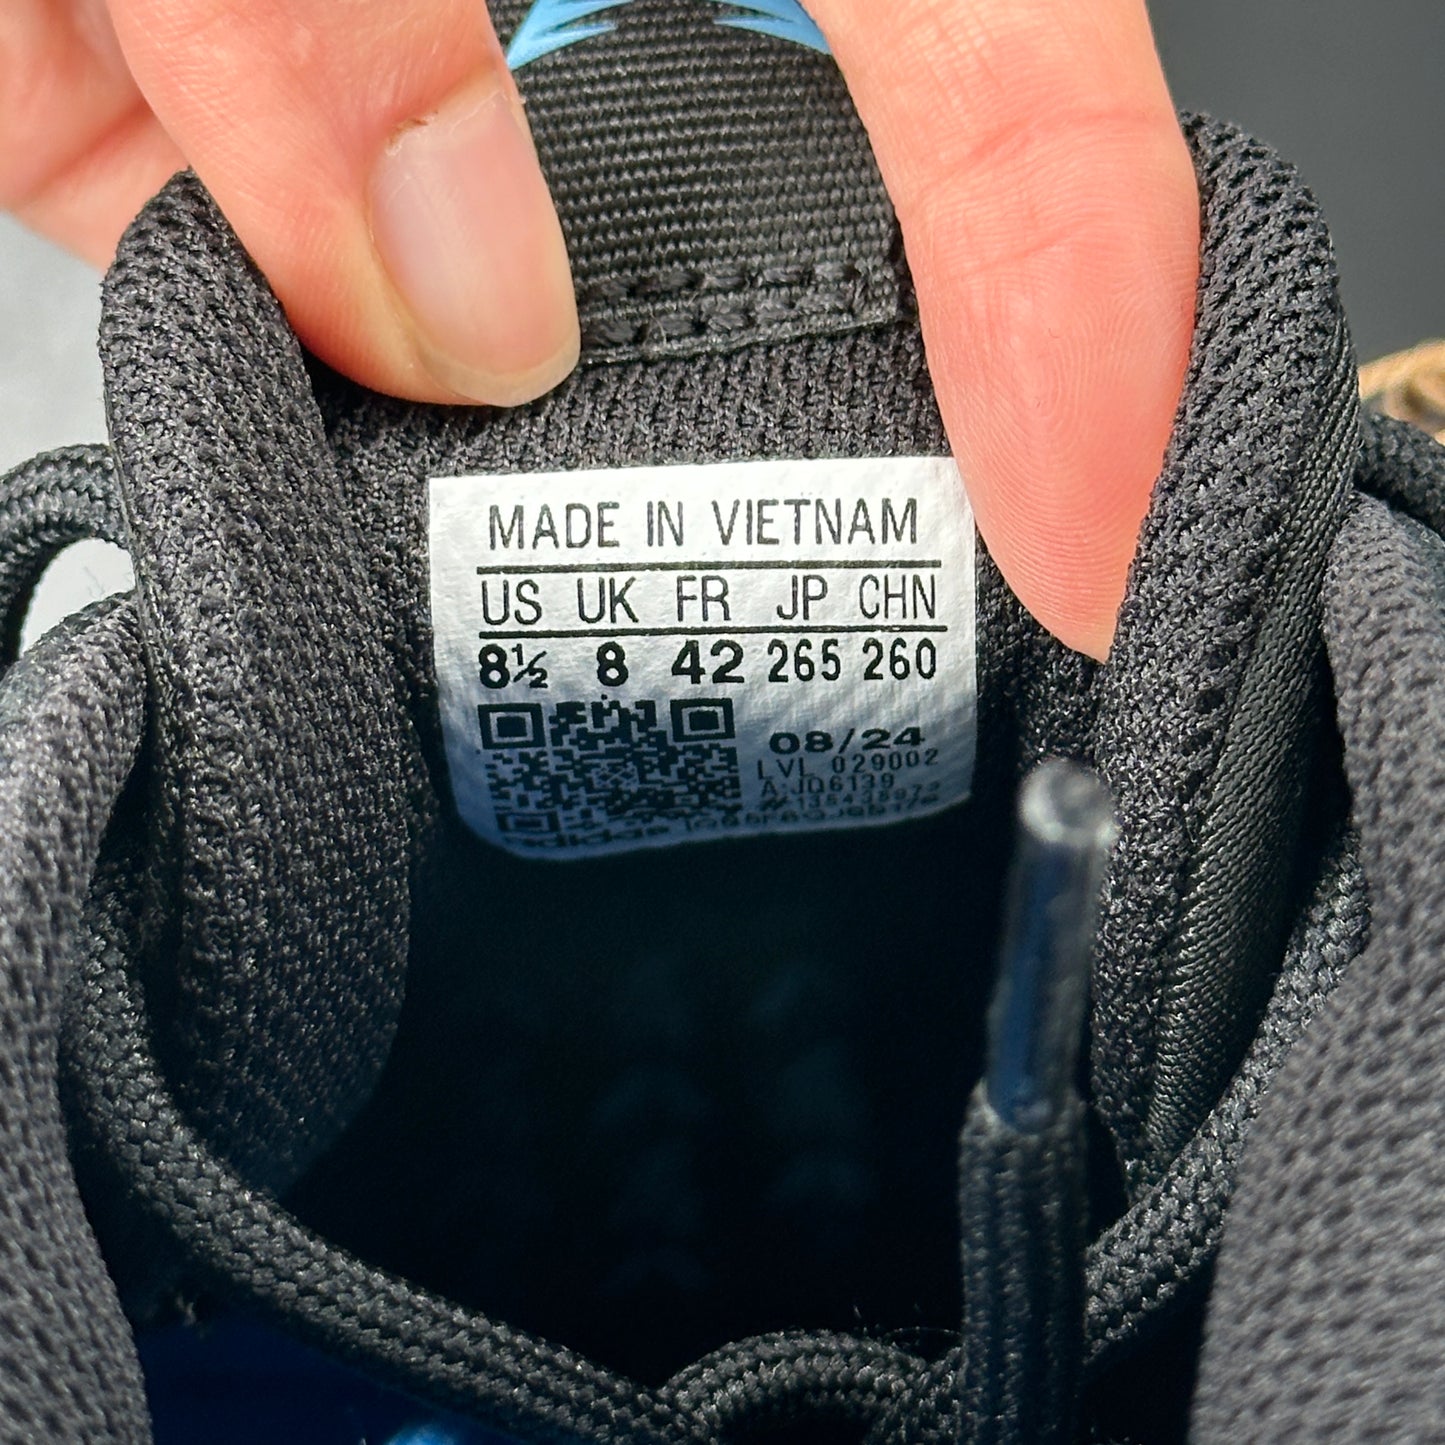 MADE IN VIETNAM
US UK FR JP CHN
8½ 8 42 265 260
08/24
LVL 029002
A:JQ6139